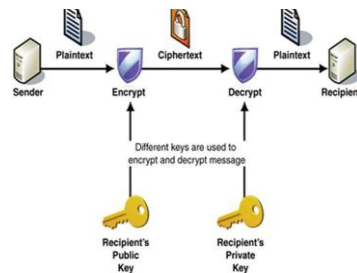 Plaintext
Ciphertext
Plaintext
Sender
Encrypt
Decrypt
Recipient
Different keys are used to
encrypt and decrypt message
Recipient's
Public
Key
Recipient's
Private
Key